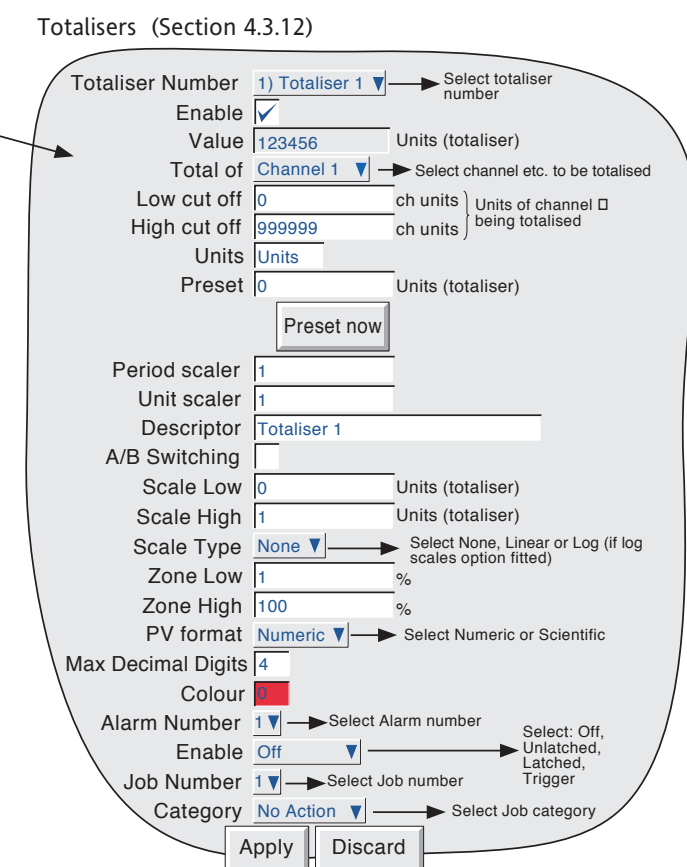 Totalisers (Section 4.3.12)
Totaliser Number 1) Totaliser 1 Select totaliser
number
Enable
Value 123456 Units (totaliser)
Total of Channel 1 Select channel etc. to be totalised
Low cut off 0 ch units Units of channel
High cut off 999999 ch units being totalised
Units Units
Preset 0 Units (totaliser)
Preset now
Period scaler 1
Unit scaler 1
Descriptor Totaliser 1
A/B Switching
Scale Low 0 Units (totaliser)
Scale High 1 Units (totaliser)
Scale Type None Select None, Linear or Log (if log
scales option fitted)
Zone Low 1 %
Zone High 100 %
PV format Numeric Select Numeric or Scientific
Max Decimal Digits 4
Colour 0
Alarm Number 1 Select Alarm number
Enable Off Select: Off,
Unlatched,
Latched,
Trigger
Job Number 1 Select Job number
Category No Action Select Job category
Apply Discard